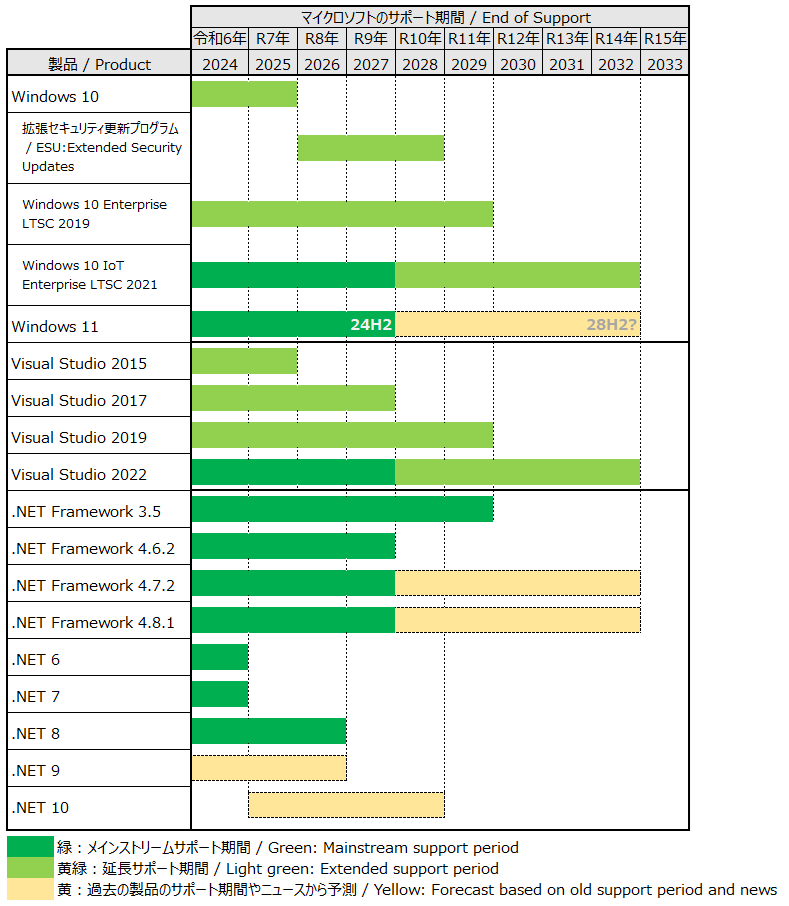 マイクロソフトのサポート期間 / End of Support
令和6年 R7年 R8年 R9年 R10年 R11年 R12年 R13年 R14年 R15年
製品 / Product 2024 2025 2026 2027 2028 2029 2030 2031 2032 2033
Windows 10
拡張セキュリティ更新プログラム
/ ESU:Extended Security
Updates
Windows 10 Enterprise
LTSC 2019
Windows 10 IoT
Enterprise LTSC 2021
Windows 11 24H2 28H2?
Visual Studio 2015
Visual Studio 2017
Visual Studio 2019
Visual Studio 2022
.NET Framework 3.5
.NET Framework 4.6.2
.NET Framework 4.7.2
.NET Framework 4.8.1
.NET 6
.NET 7
.NET 8
.NET 9
.NET 10
緑：メインストリームサポート期間 / Green: Mainstream support period
黄緑：延長サポート期間 / Light green: Extended support period
黄：過去の製品のサポート期間やニュースから予測 / Yellow: Forecast based on old support period and news